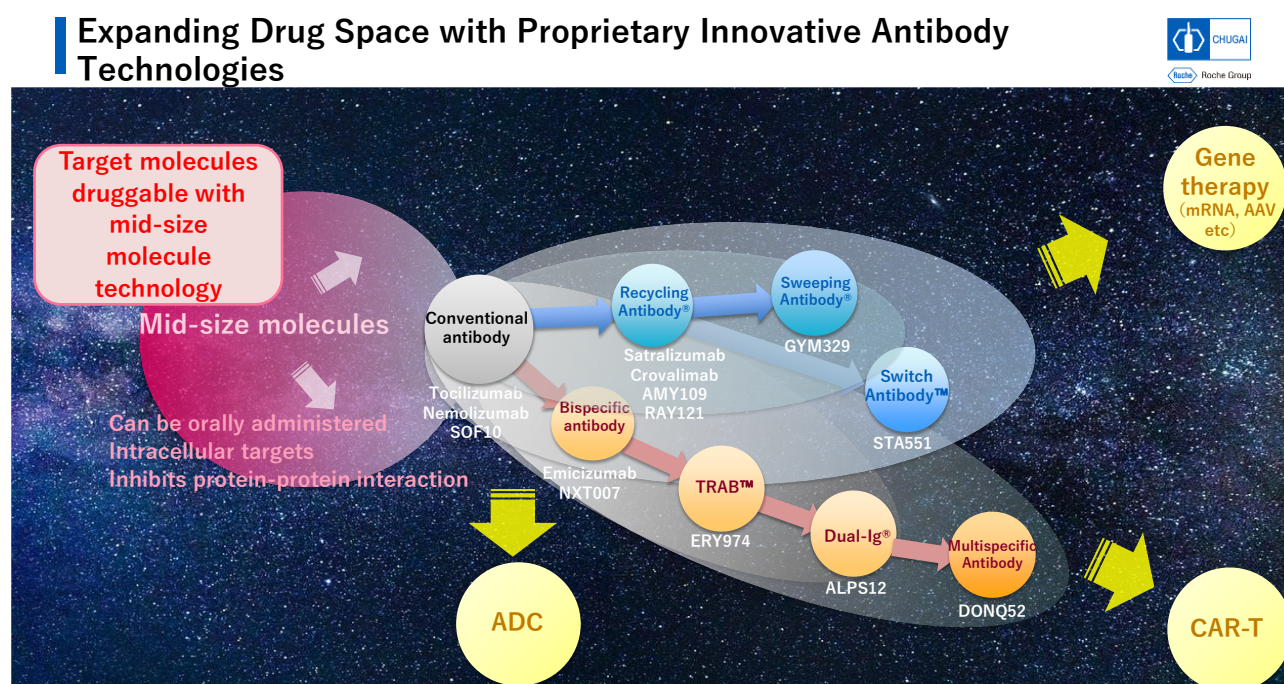 Expanding Drug Space with Proprietary Innovative Antibody
Technologies
CHUGAI
Roche Roche Group
Target molecules
druggable with
mid-size
molecule
technology
Mid-size molecules
Can be orally administered
Intracellular targets
Inhibits protein-protein interaction
Conventional
antibody
Tocilizumab
Nemolizumab
SOF10
Recycling
Antibody®
Satralizumab
Crovalimab
AMY109
RAY121
Sweeping
Antibody®
GYM329
Switch
Antibody™
STA551
Bispecific
antibody
Emicizumab
NXT007
TRAB™
ERY974
Dual-Ig®
ALPS12
Multispecific
Antibody
DONQ52
Gene
therapy
（mRNA, AAV
etc）
ADC
CAR-T